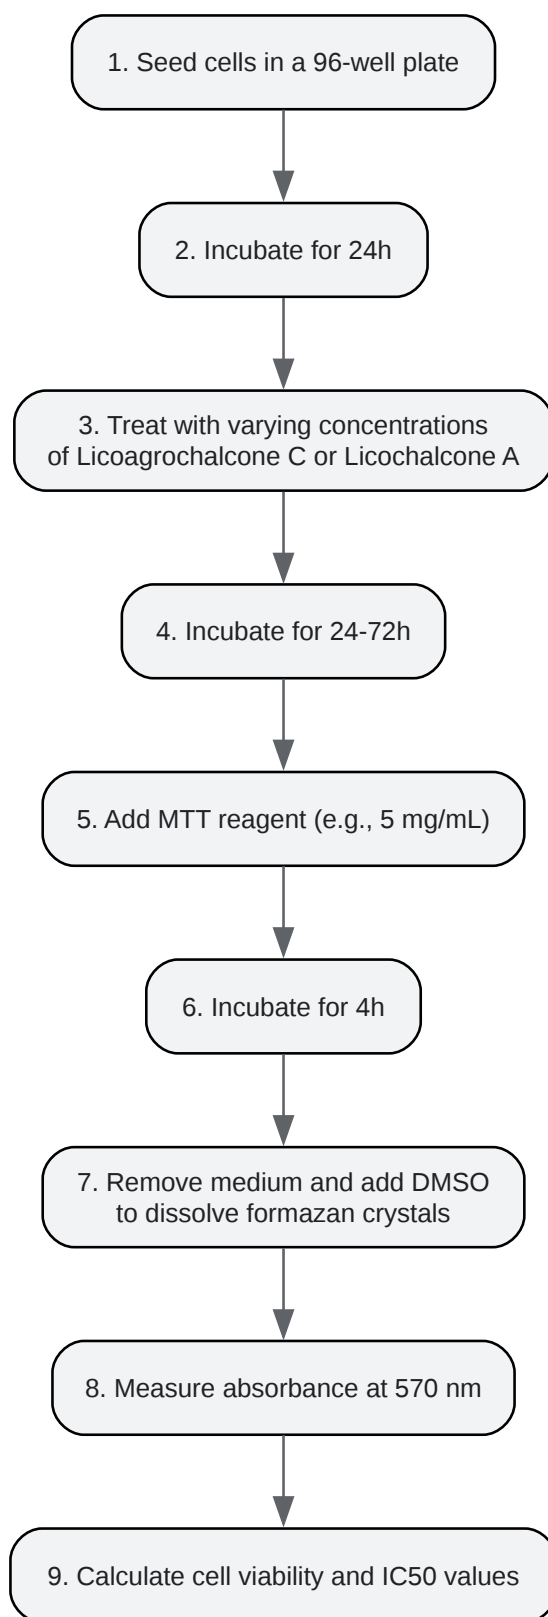 1. Seed cells in a 96-well plate
2. Incubate for 24h
3. Treat with varying concentrations
of Licoagrochalcone C or Licochalcone A
4. Incubate for 24-72h
5. Add MTT reagent (e.g., 5 mg/mL)
6. Incubate for 4h
7. Remove medium and add DMSO
to dissolve formazan crystals
8. Measure absorbance at 570 nm
9. Calculate cell viability and IC50 values